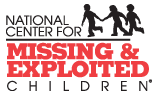 NATIONAL
CENTER FOR
MISSING &
EXPLOITED
CHILDREN®